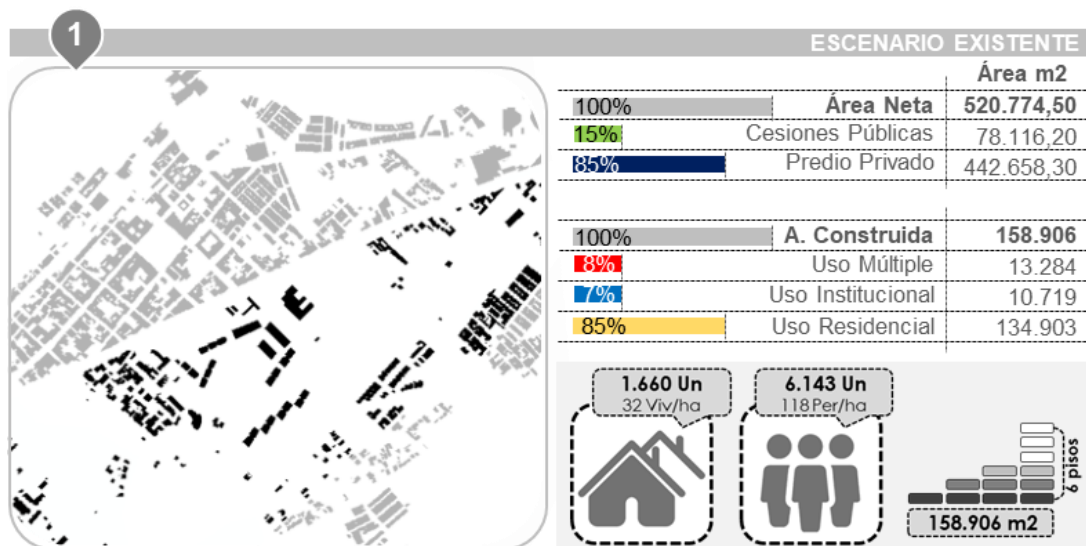 1
ESCENARIO EXISTENTE
Área m2
100% Área Neta 520.774,50
15% Cesiones Públicas 78.116,20
85% Predio Privado 442.658,30
100% A. Construida 158.906
8% Uso Múltiple 13.284
7% Uso Institucional 10.719
85% Uso Residencial 134.903
1.660 Un
32 Viv/ha
6.143 Un
118 Per/ha
6 pisos
158.906 m2